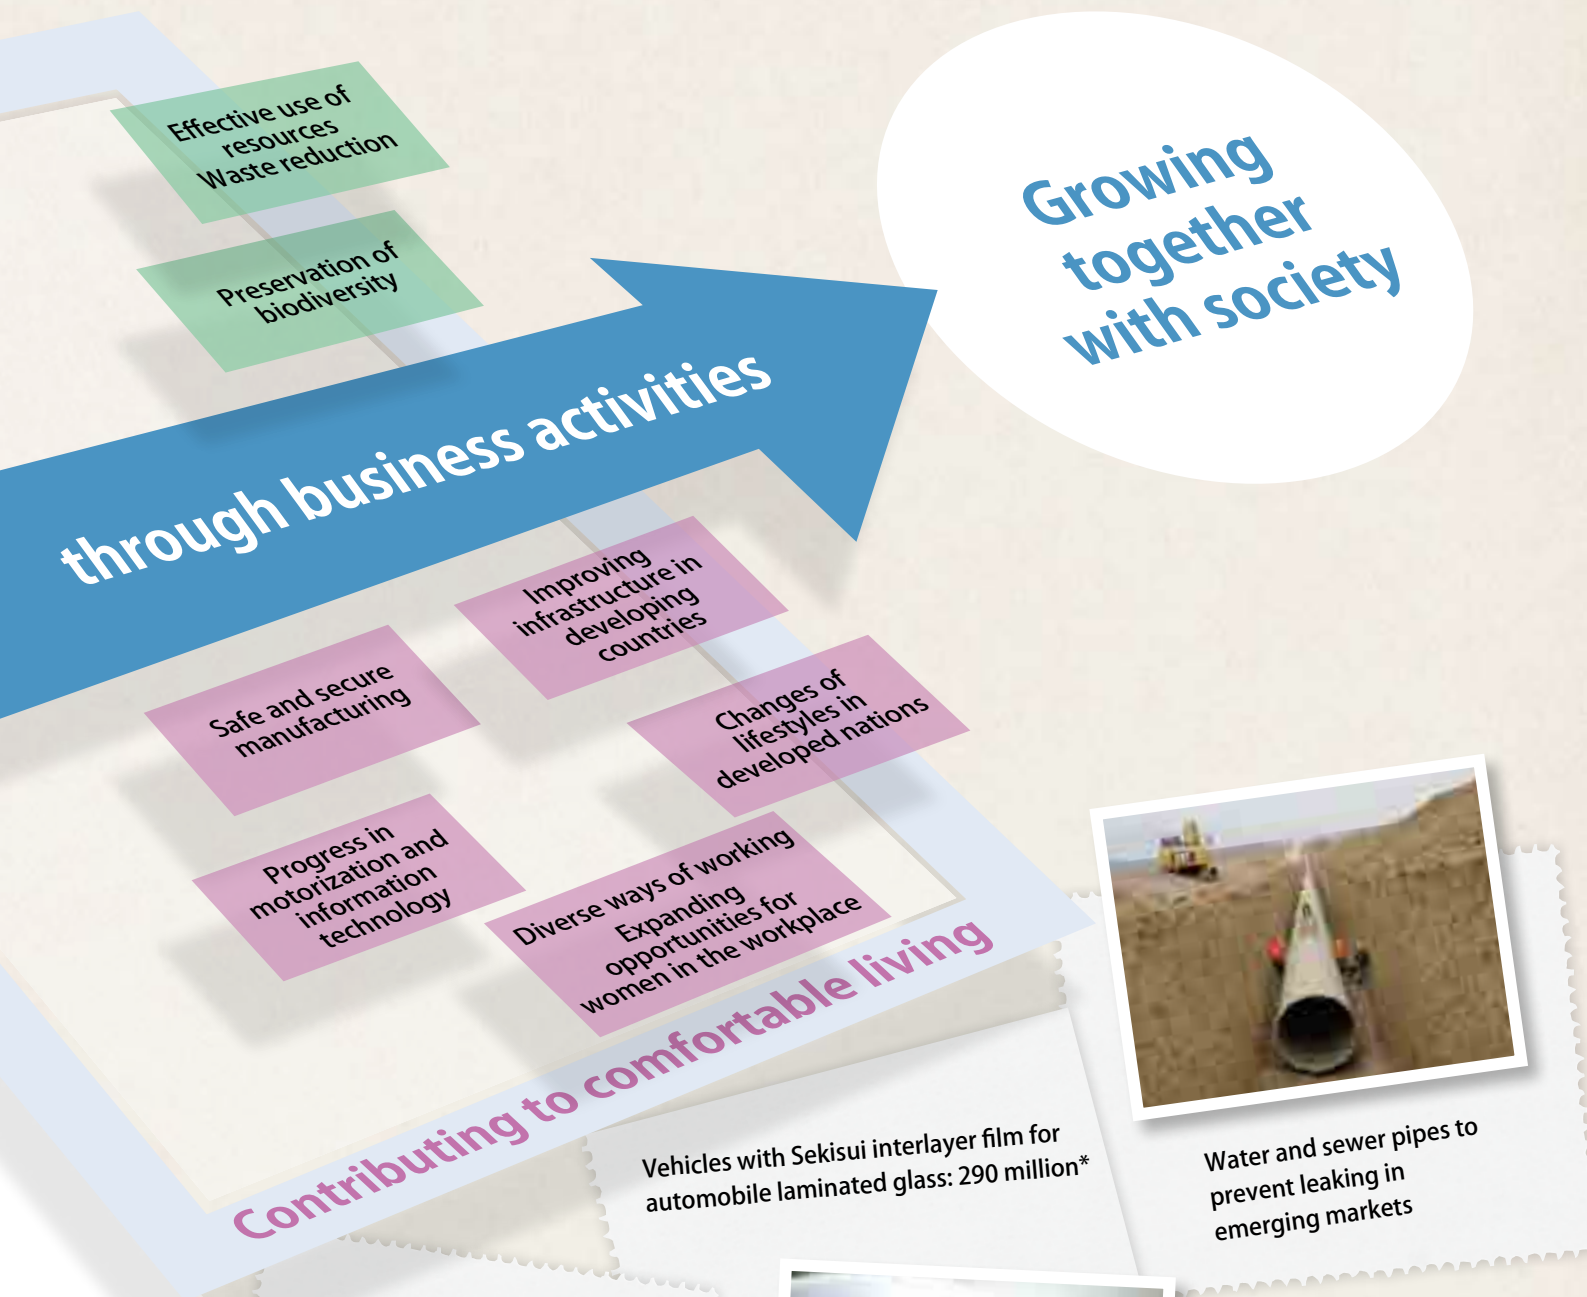 Effective use of
resources
Waste reduction
Preservation of
biodiversity
Growing
together
with society
through business activities
Improving
infrastructure in
developing
countries
Safe and secure
manufacturing
Changes of
lifestyles in
developed nations
Progress in
motorization and
information
technology
Diverse ways of working
Expanding
opportunities for
women in the workplace
Contributing to comfortable living
Vehicles with Sekisui interlayer film for
automobile laminated glass: 290 million*
Water and sewer pipes to
prevent leaking in
emerging markets